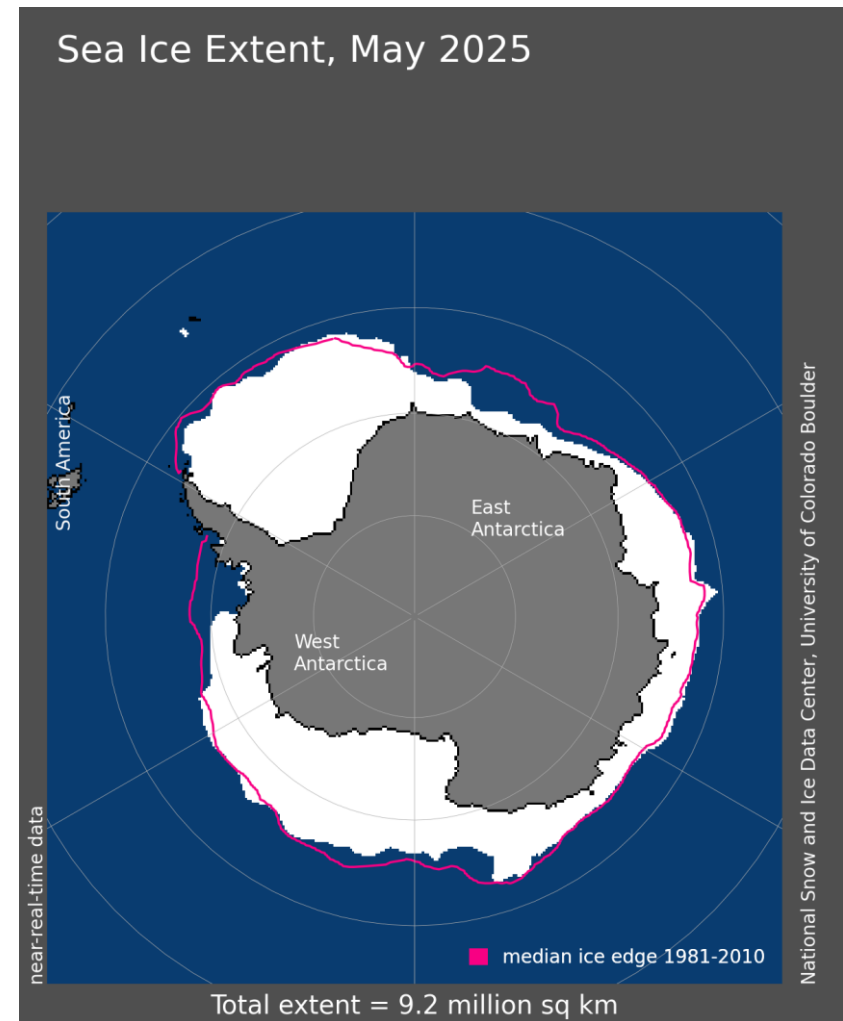 Sea Ice Extent, May 2025
South America
East
Antarctica
West
Antarctica
near-real-time data
National Snow and Ice Data Center, University of Colorado Boulder
median ice edge 1981-2010
Total extent = 9.2 million sq km